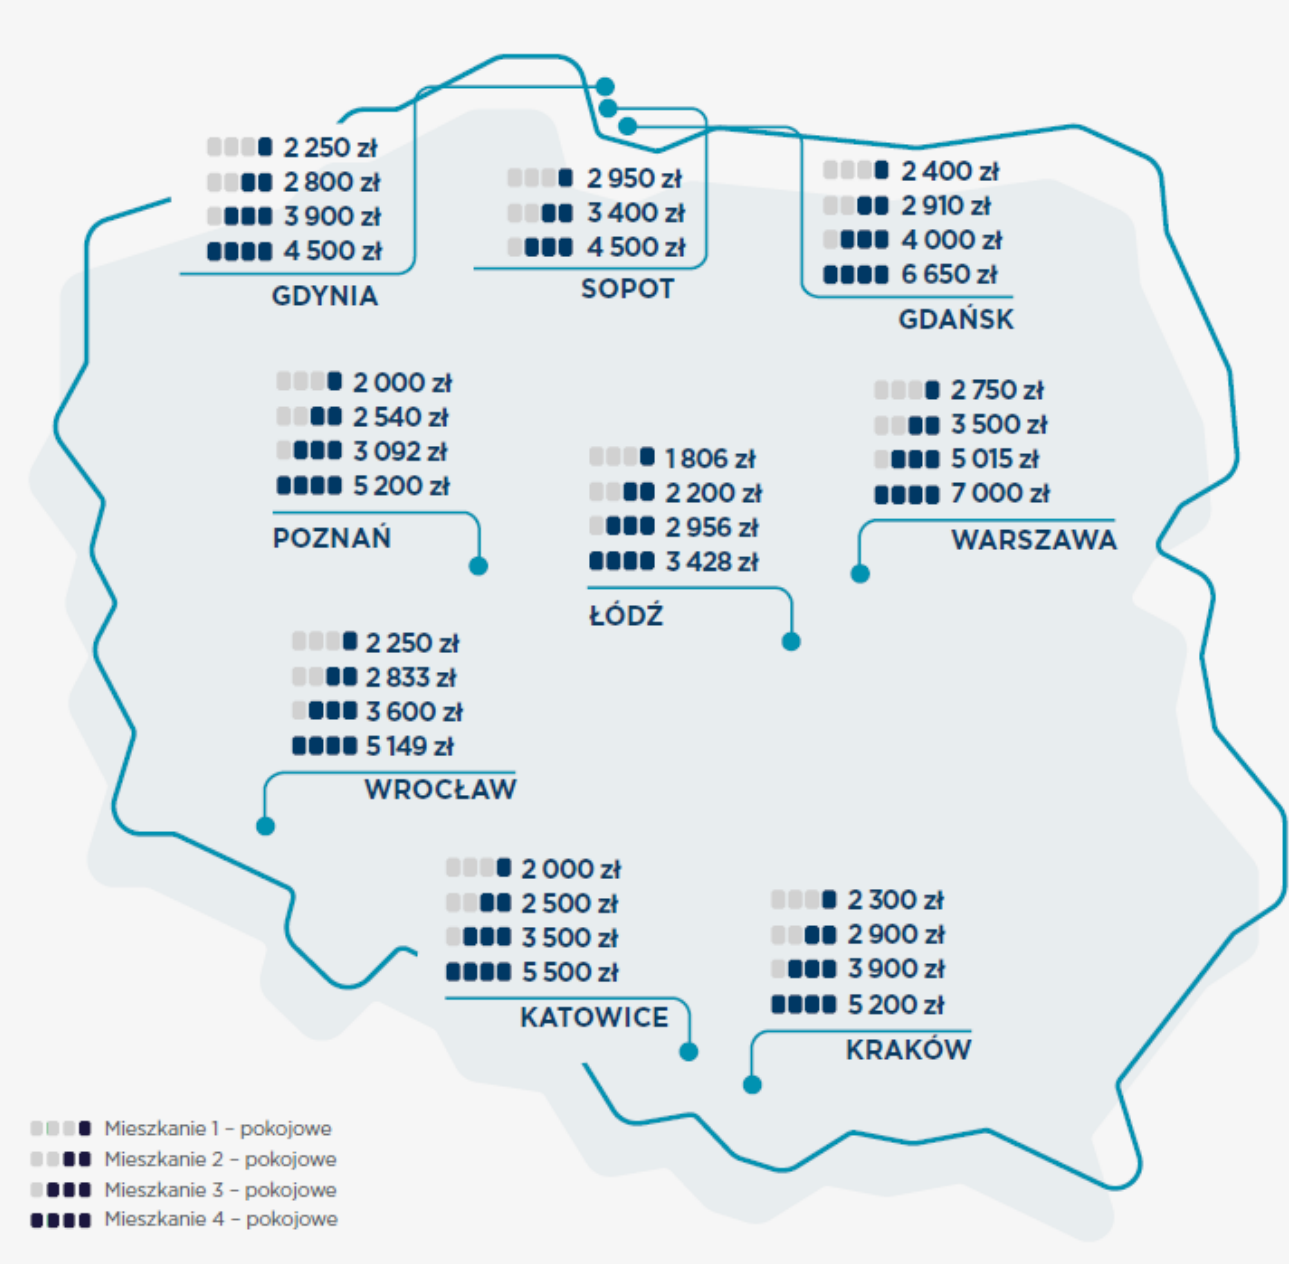 2 250 zł
2 800 zł
3 900 zł
4 500 zł
GDYNIA
2 950 zł
3 400 zł
4 500 zł
SOPOT
2 400 zł
2 910 zł
4 000 zł
6 650 zł
GDAŃSK
2 000 zł
2 540 zł
3 092 zł
5 200 zł
POZNAŃ
1 806 zł
2 200 zł
2 956 zł
3 428 zł
ŁÓDŹ
2 750 zł
3 500 zł
5 015 zł
7 000 zł
WARSZAWA
2 250 zł
2 833 zł
3 600 zł
5 149 zł
WROCŁAW
2 000 zł
2 500 zł
3 500 zł
5 500 zł
KATOWICE
2 300 zł
2 900 zł
3 900 zł
5 200 zł
KRAKÓW
Mieszkanie 1 – pokojowe
Mieszkanie 2 – pokojowe
Mieszkanie 3 – pokojowe
Mieszkanie 4 – pokojowe